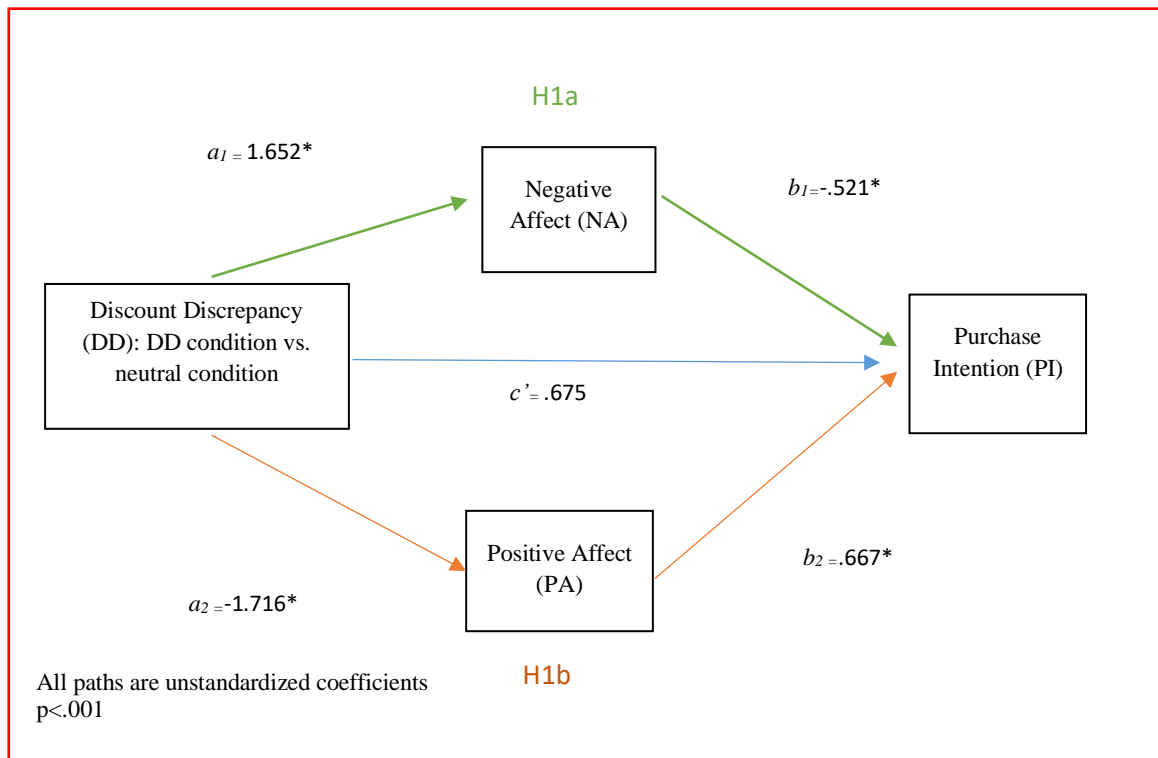 H1a
a1 = 1.652*
Negative
Affect (NA)
b1=-.521*
Discount Discrepancy
(DD): DD condition vs.
neutral condition
c’= .675
Purchase
Intention (PI)
Positive Affect
(PA)
b2 =.667*
a2 =-1.716*
H1b
All paths are unstandardized coefficients
p<.001